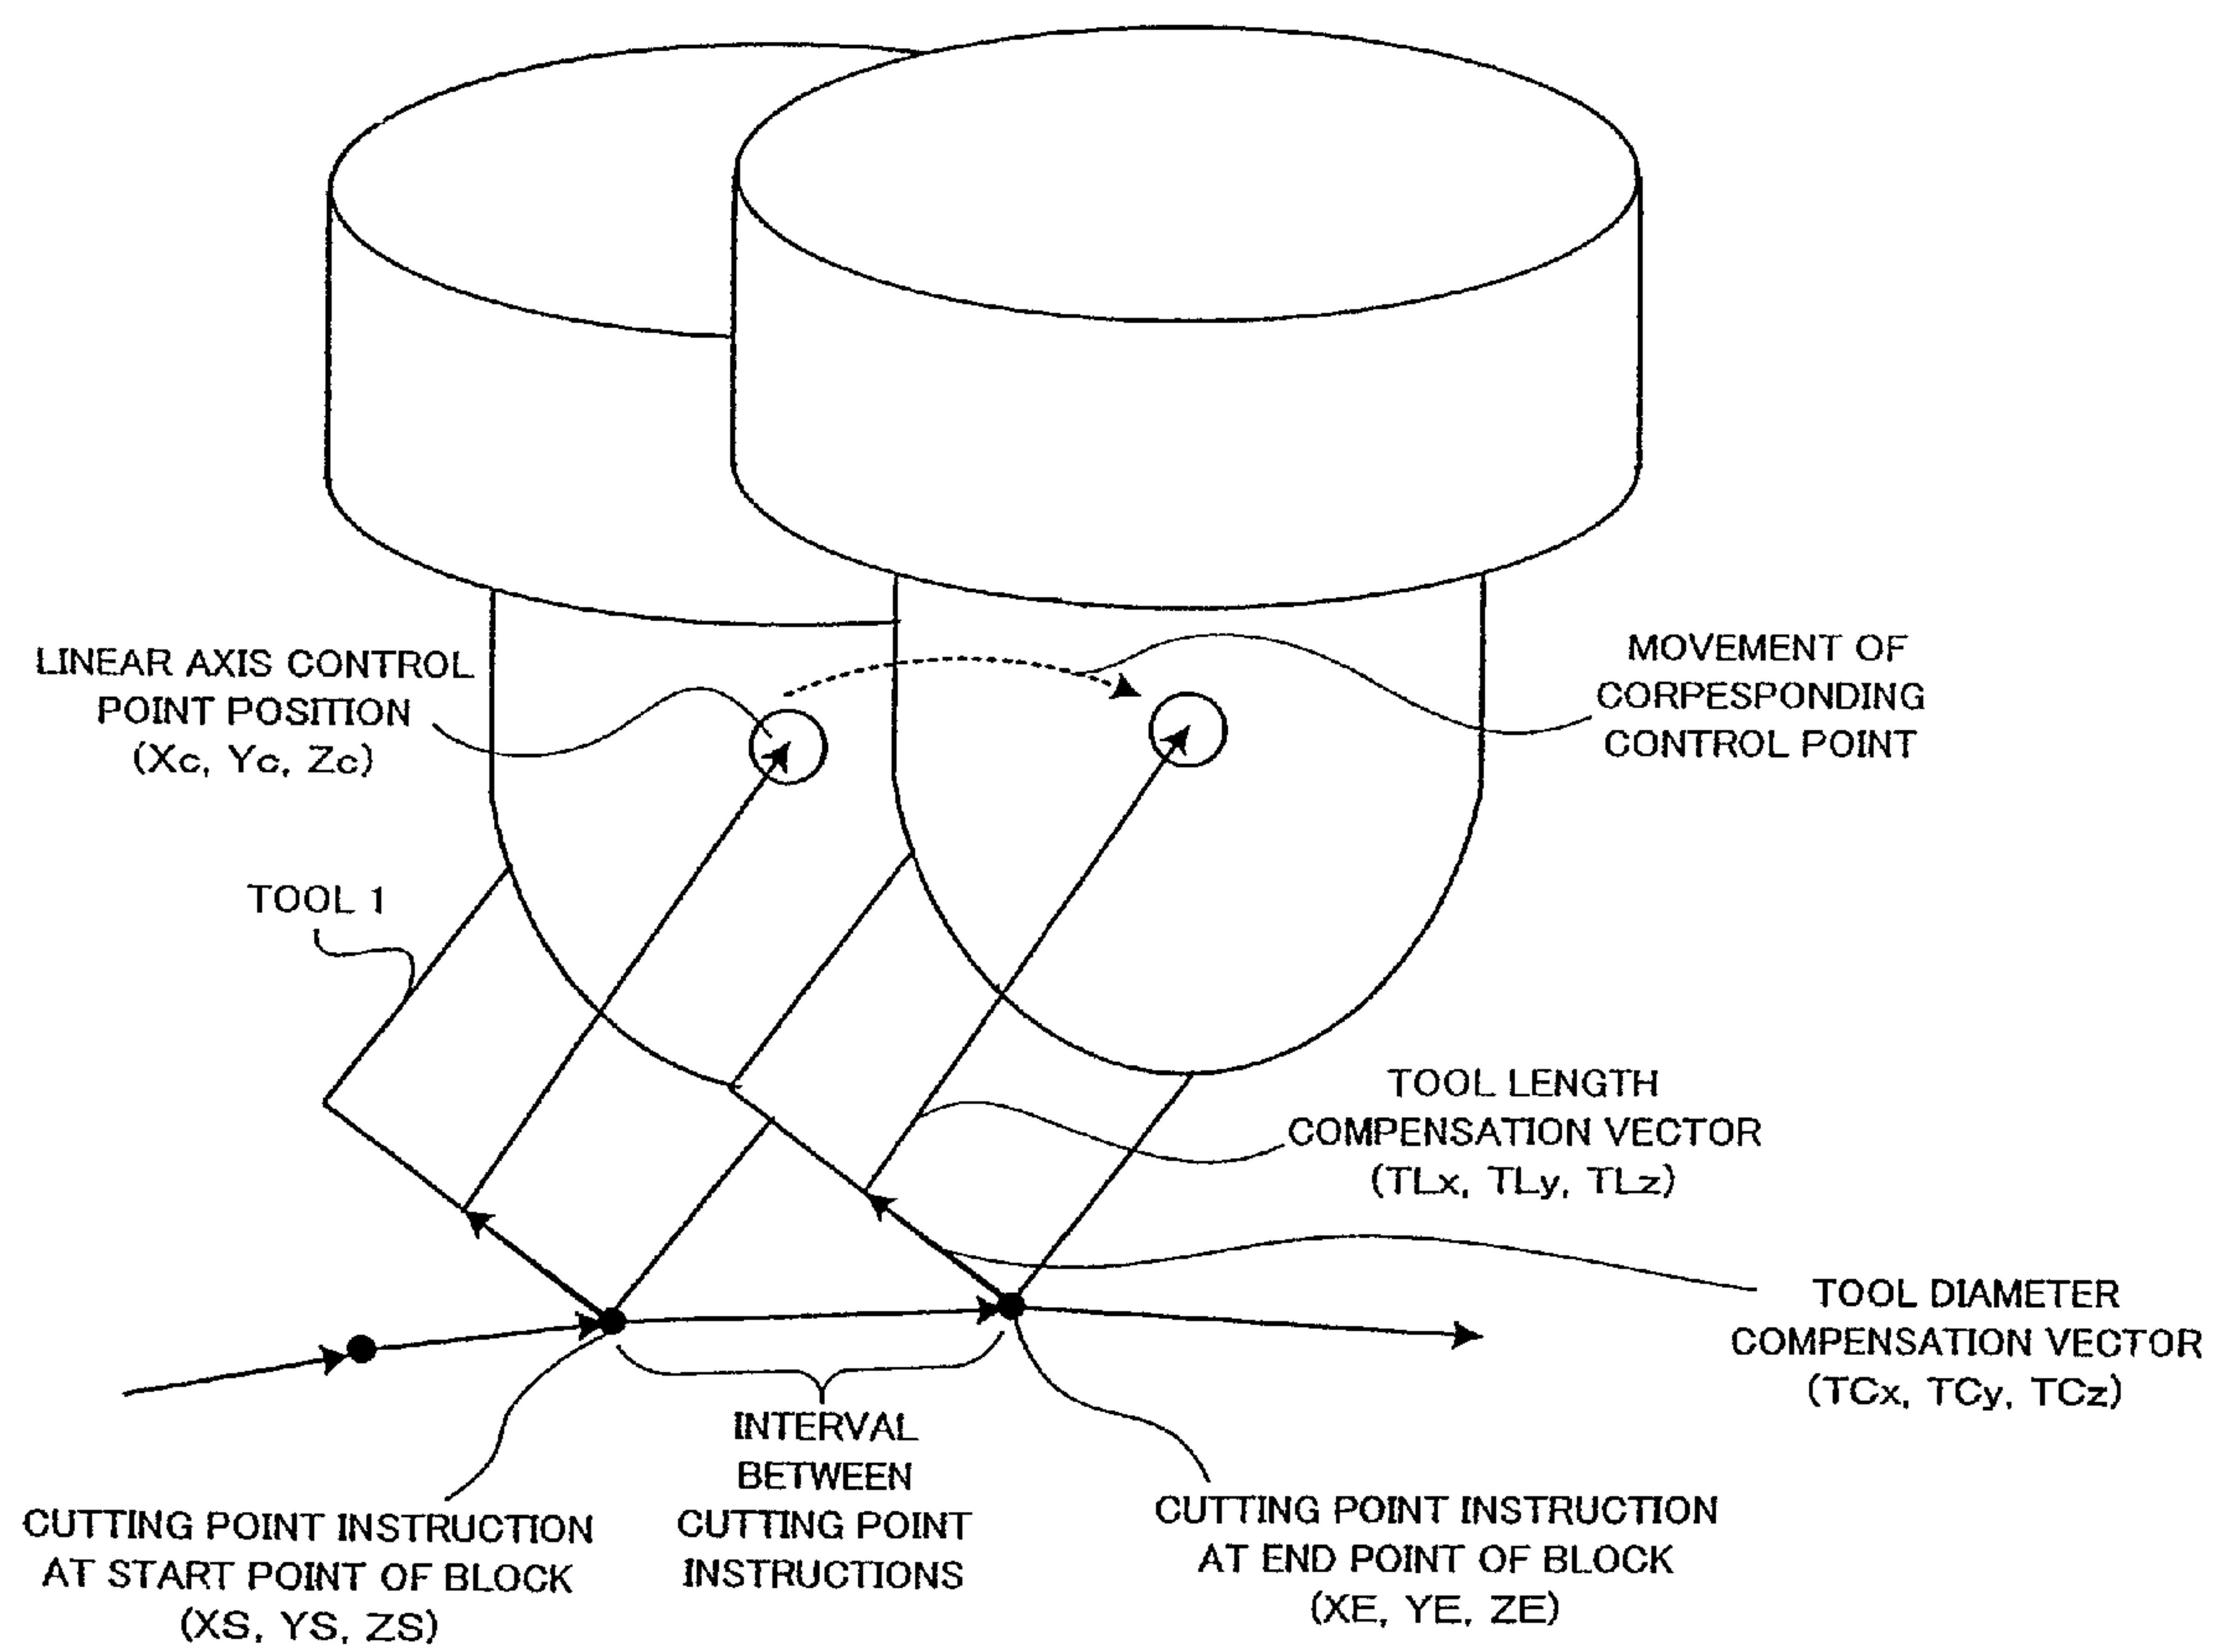 LINEAR AXIS CONTROL
POINT POSITION
(Xc, Yc, Zc)
MOVEMENT OF
CORPESPONDING
CONTROL POINT
TOOL 1
TOOL LENGTH
COMPENSATION VECTOR
(TLx, TLy, TLz)
TOOL DIAMETER
COMPENSATION VECTOR
(TCx, TCy, TCz)
INTERVAL
BETWEEN
CUTTING POINT
INSTRUCTIONS
CUTTING POINT INSTRUCTION
AT START POINT OF BLOCK
(XS, YS, ZS)
CUTTING POINT INSTRUCTION
AT END POINT OF BLOCK
(XE, YE, ZE)